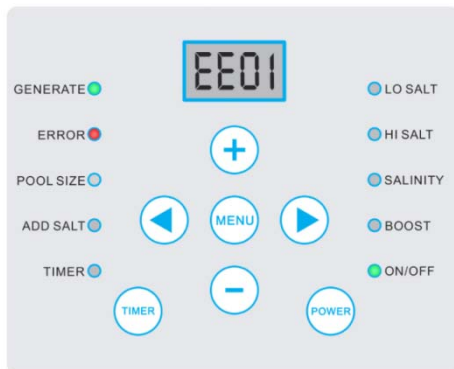 EE01
GENERATE
ERROR
POOL SIZE
ADD SALT
TIMER
LO SALT
HI SALT
SALINITY
BOOST
ON/OFF
+
MENU
−
TIMER
POWER